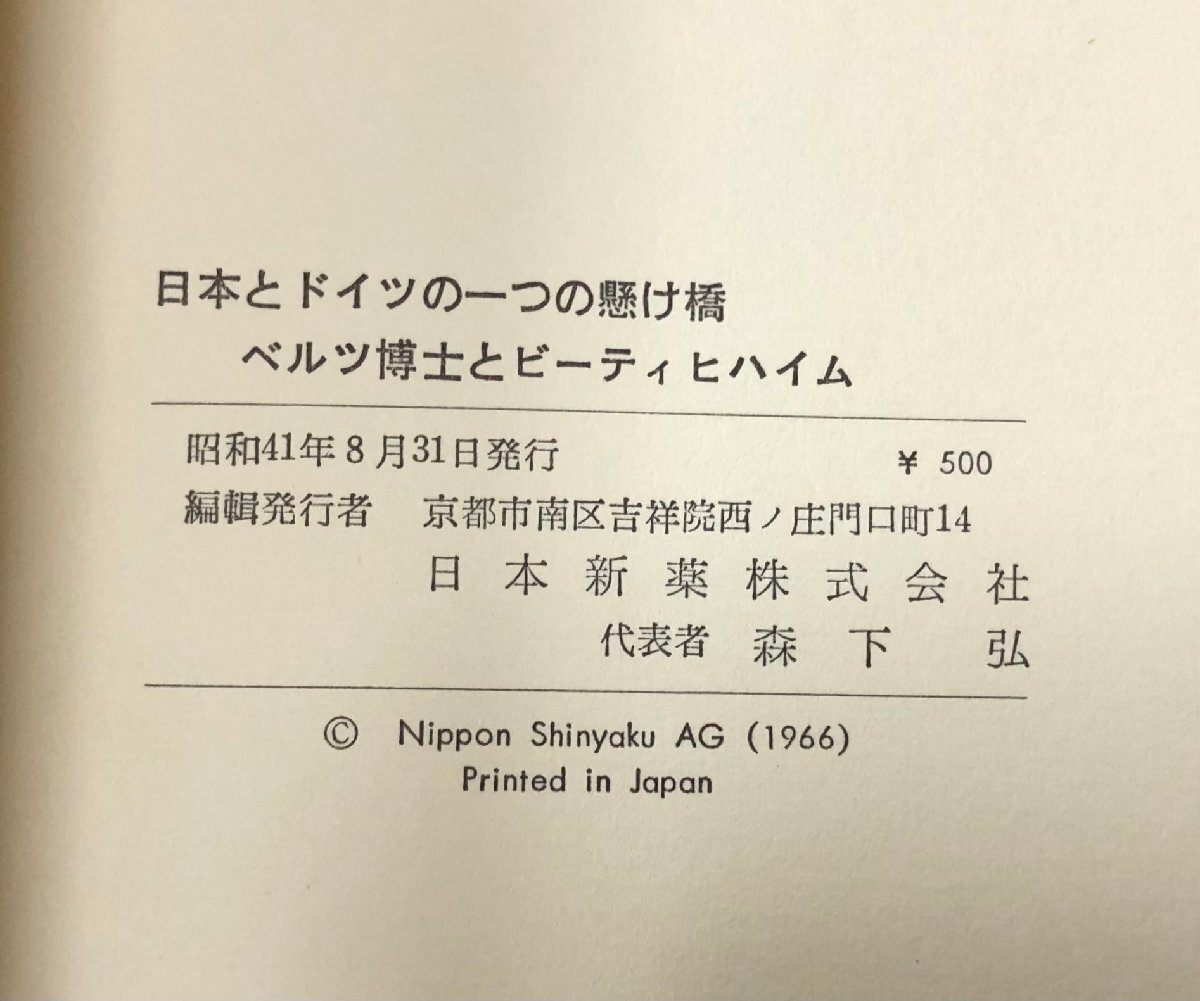 日本とドイツの一つの懸け橋
ベルツ博士とビーティヒハイム
昭和41年8月31日発行 ¥ 500
編輯発行者 京都市南区吉祥院西ノ庄門口町14
日本新薬株式会社
代表者 森下 弘
© Nippon Shinyaku AG (1966)
Printed in Japan